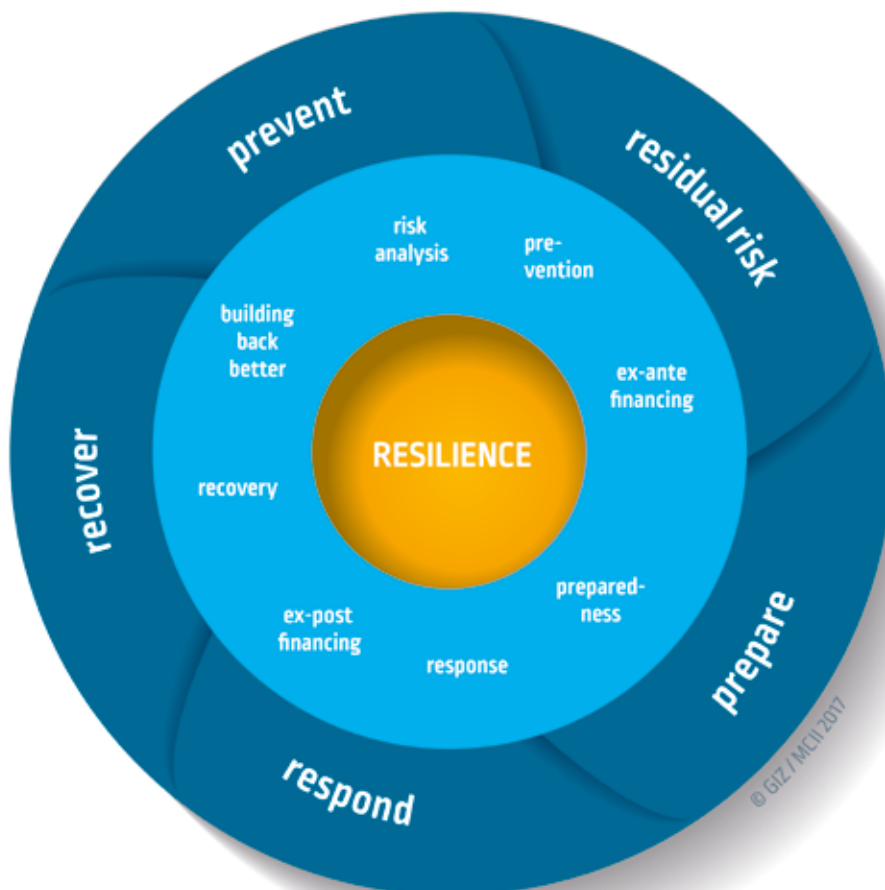 prevent
residual risk
prepare
respond
recover
risk
analysis
pre-
vention
ex-ante
financing
prepared-
ness
response
ex-post
financing
recovery
building
back
better
RESILIENCE
© GIZ / MCII 2017